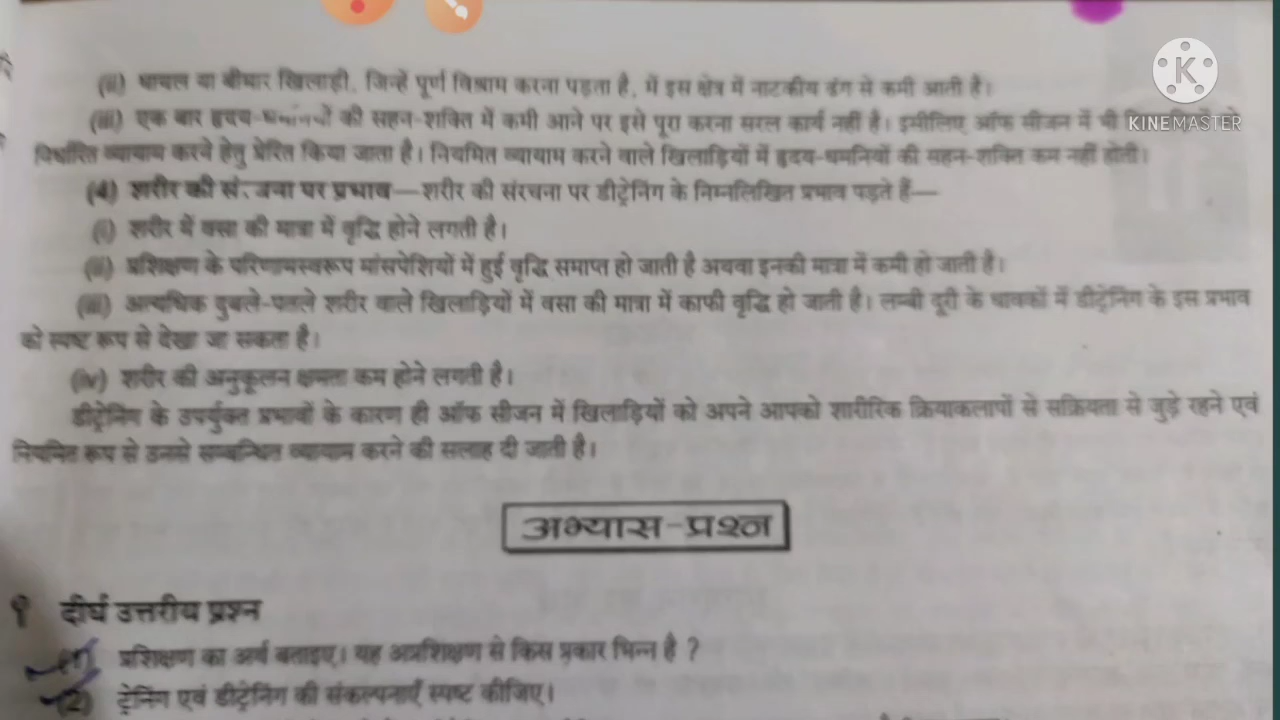 (ii) घायल या बीमार खिलाड़ी, जिन्हें पूर्ण विश्राम करना पड़ता है, में इस क्षेत्र में नाटकीय ढंग से कमी आती है।
KINEMASTER
(iii) एक बार हृदय-धमनियों की सहन-शक्ति में कमी आने पर इसे पूरा करना सरल कार्य नहीं है। इसीलिए ऑफ सीजन में भी
निर्धारित व्यायाम करने हेतु प्रेरित किया जाता है। नियमित व्यायाम करने वाले खिलाड़ियों में हृदय-धमनियों की सहन-शक्ति कम नहीं होती।
(4) शरीर की संरचना पर प्रभाव—शरीर की संरचना पर डीट्रेनिंग के निम्नलिखित प्रभाव पड़ते हैं—
(i) शरीर में वसा की मात्रा में वृद्धि होने लगती है।
(ii) प्रशिक्षण के परिणामस्वरूप मांसपेशियों में हुई वृद्धि समाप्त हो जाती है अथवा इनकी मात्रा में कमी हो जाती है।
(iii) अत्यधिक दुबले-पतले शरीर वाले खिलाड़ियों में वसा की मात्रा में काफी वृद्धि हो जाती है। लम्बी दूरी के धावकों में डीट्रेनिंग के इस प्रभाव
को स्पष्ट रूप से देखा जा सकता है।
(iv) शरीर की अनुकूलन क्षमता कम होने लगती है।
डीट्रेनिंग के उपर्युक्त प्रभावों के कारण ही ऑफ सीजन में खिलाड़ियों को अपने आपको शारीरिक क्रियाकलापों से सक्रियता से जुड़े रहने एवं
नियमित रूप से उनसे सम्बन्धित व्यायाम करने की सलाह दी जाती है।
अभ्यास-प्रश्न
दीर्घ उत्तरीय प्रश्न
(1) प्रशिक्षण का अर्थ बताइए। यह अप्रशिक्षण से किस प्रकार भिन्न है ?
(2) ट्रेनिंग एवं डीट्रेनिंग की संकल्पनाएँ स्पष्ट कीजिए।